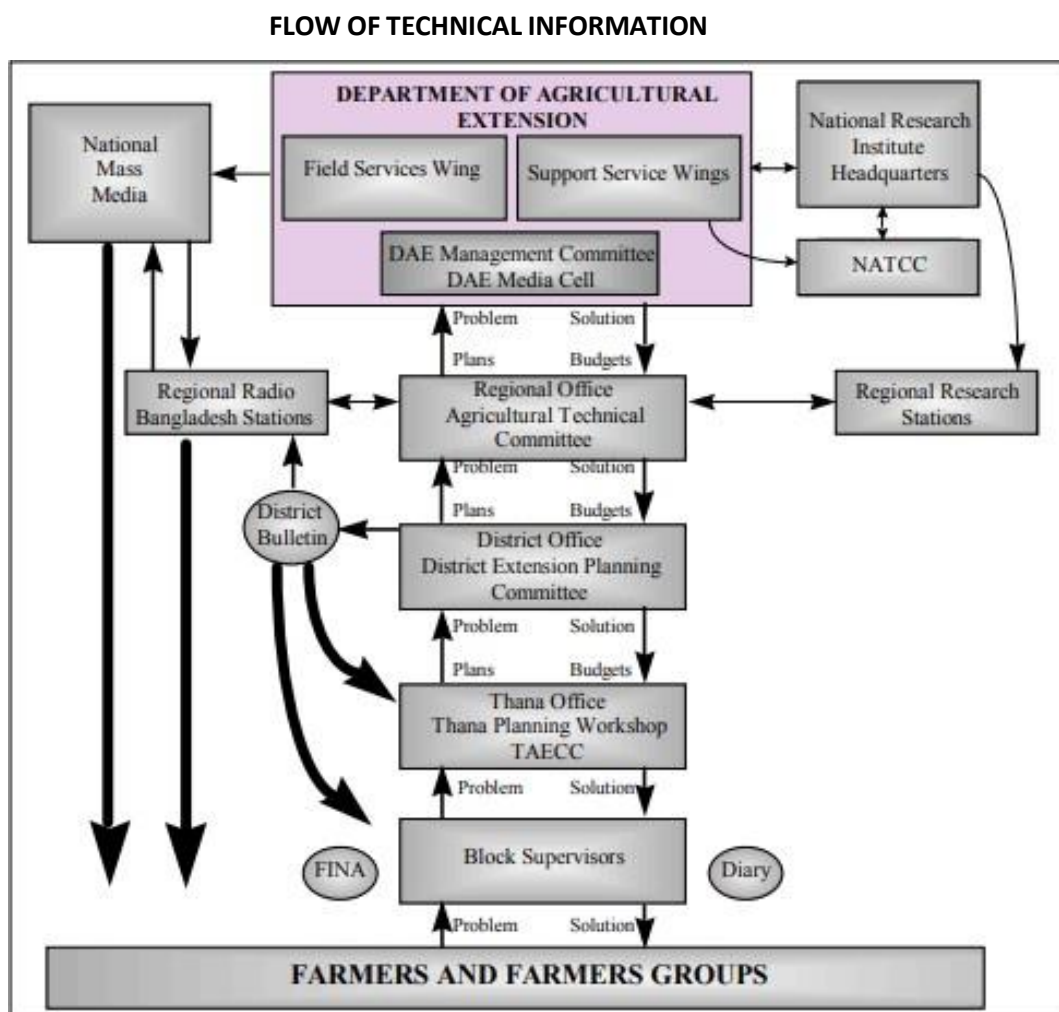 FLOW OF TECHNICAL INFORMATION
DEPARTMENT OF AGRICULTURAL
EXTENSION
National
Mass
Media
Field Services Wing
Support Service Wings
National Research
Institute
Headquarters
DAE Management Committee
DAE Media Cell
NATCC
Problem
Solution
Plans
Budgets
Regional Radio
Bangladesh Stations
Regional Office
Agricultural Technical
Committee
Regional Research
Stations
Problem
Solution
Plans
Budgets
District
Bulletin
District Office
District Extension Planning
Committee
Problem
Solution
Plans
Budgets
Thana Office
Thana Planning Workshop
TAECC
Problem
Solution
FINA
Block Supervisors
Diary
Problem
Solution
FARMERS AND FARMERS GROUPS